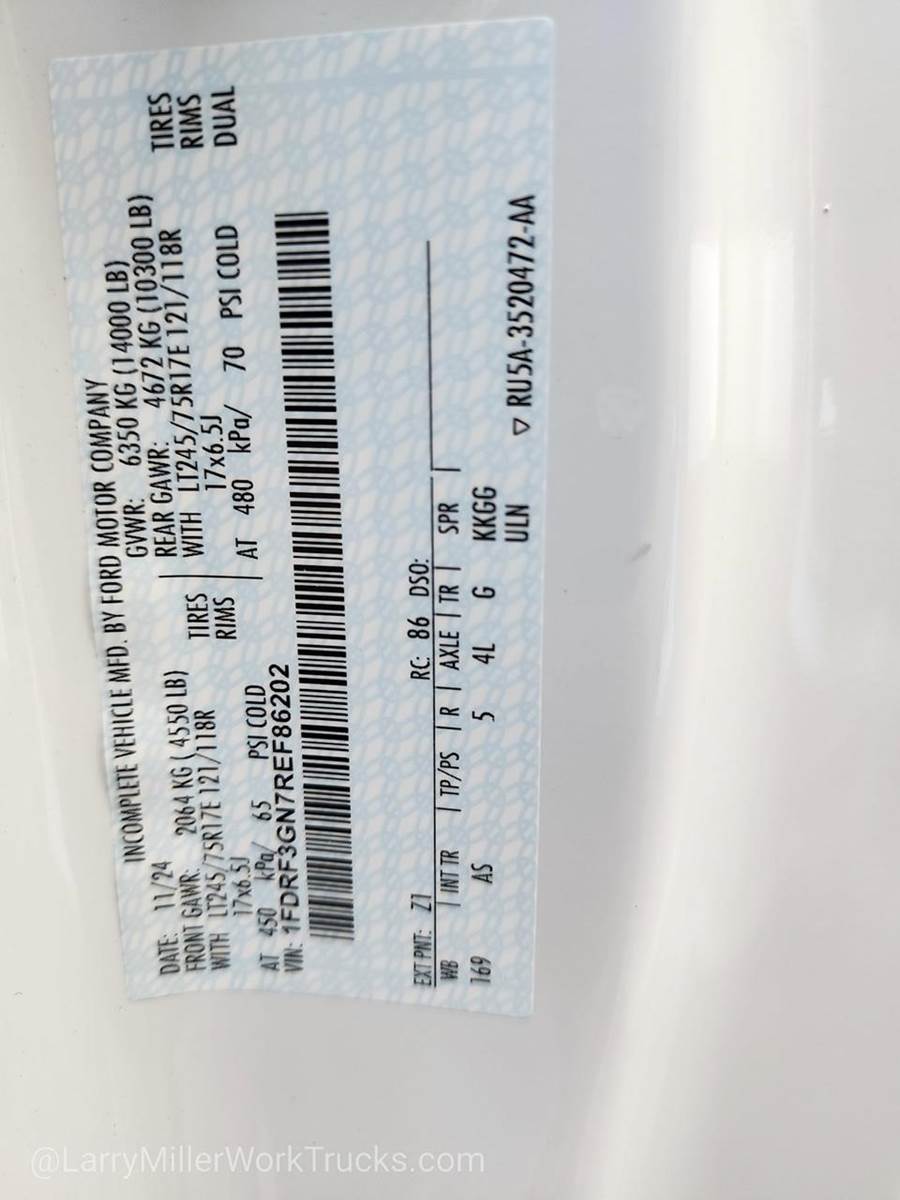 INCOMPLETE VEHICLE MFD. BY FORD MOTOR COMPANY
DATE: 11/24 GVWR: 6350 KG (14000 LB)
FRONT GAWR: 2064 KG ( 4550 LB) REAR GAWR: 4672 KG (10300 LB)
WITH LT245/75R17E 121/118R TIRES WITH LT245/75R17E 121/118R TIRES
17x6.5J RIMS 17x6.5J RIMS
AT 450 kPa/ 65 PSI COLD AT 480 kPa/ 70 PSI COLD DUAL
VIN: 1FDRF3GN7REF86202
EXT PNT: Z1 RC: 86 DSO:
WB | INT TR | TP/PS | R | AXLE | TR | SPR |
169 AS 5 4L G KKGG
ULN
▽ RU5A-3520472-AA
@LarryMillerWorkTrucks.com